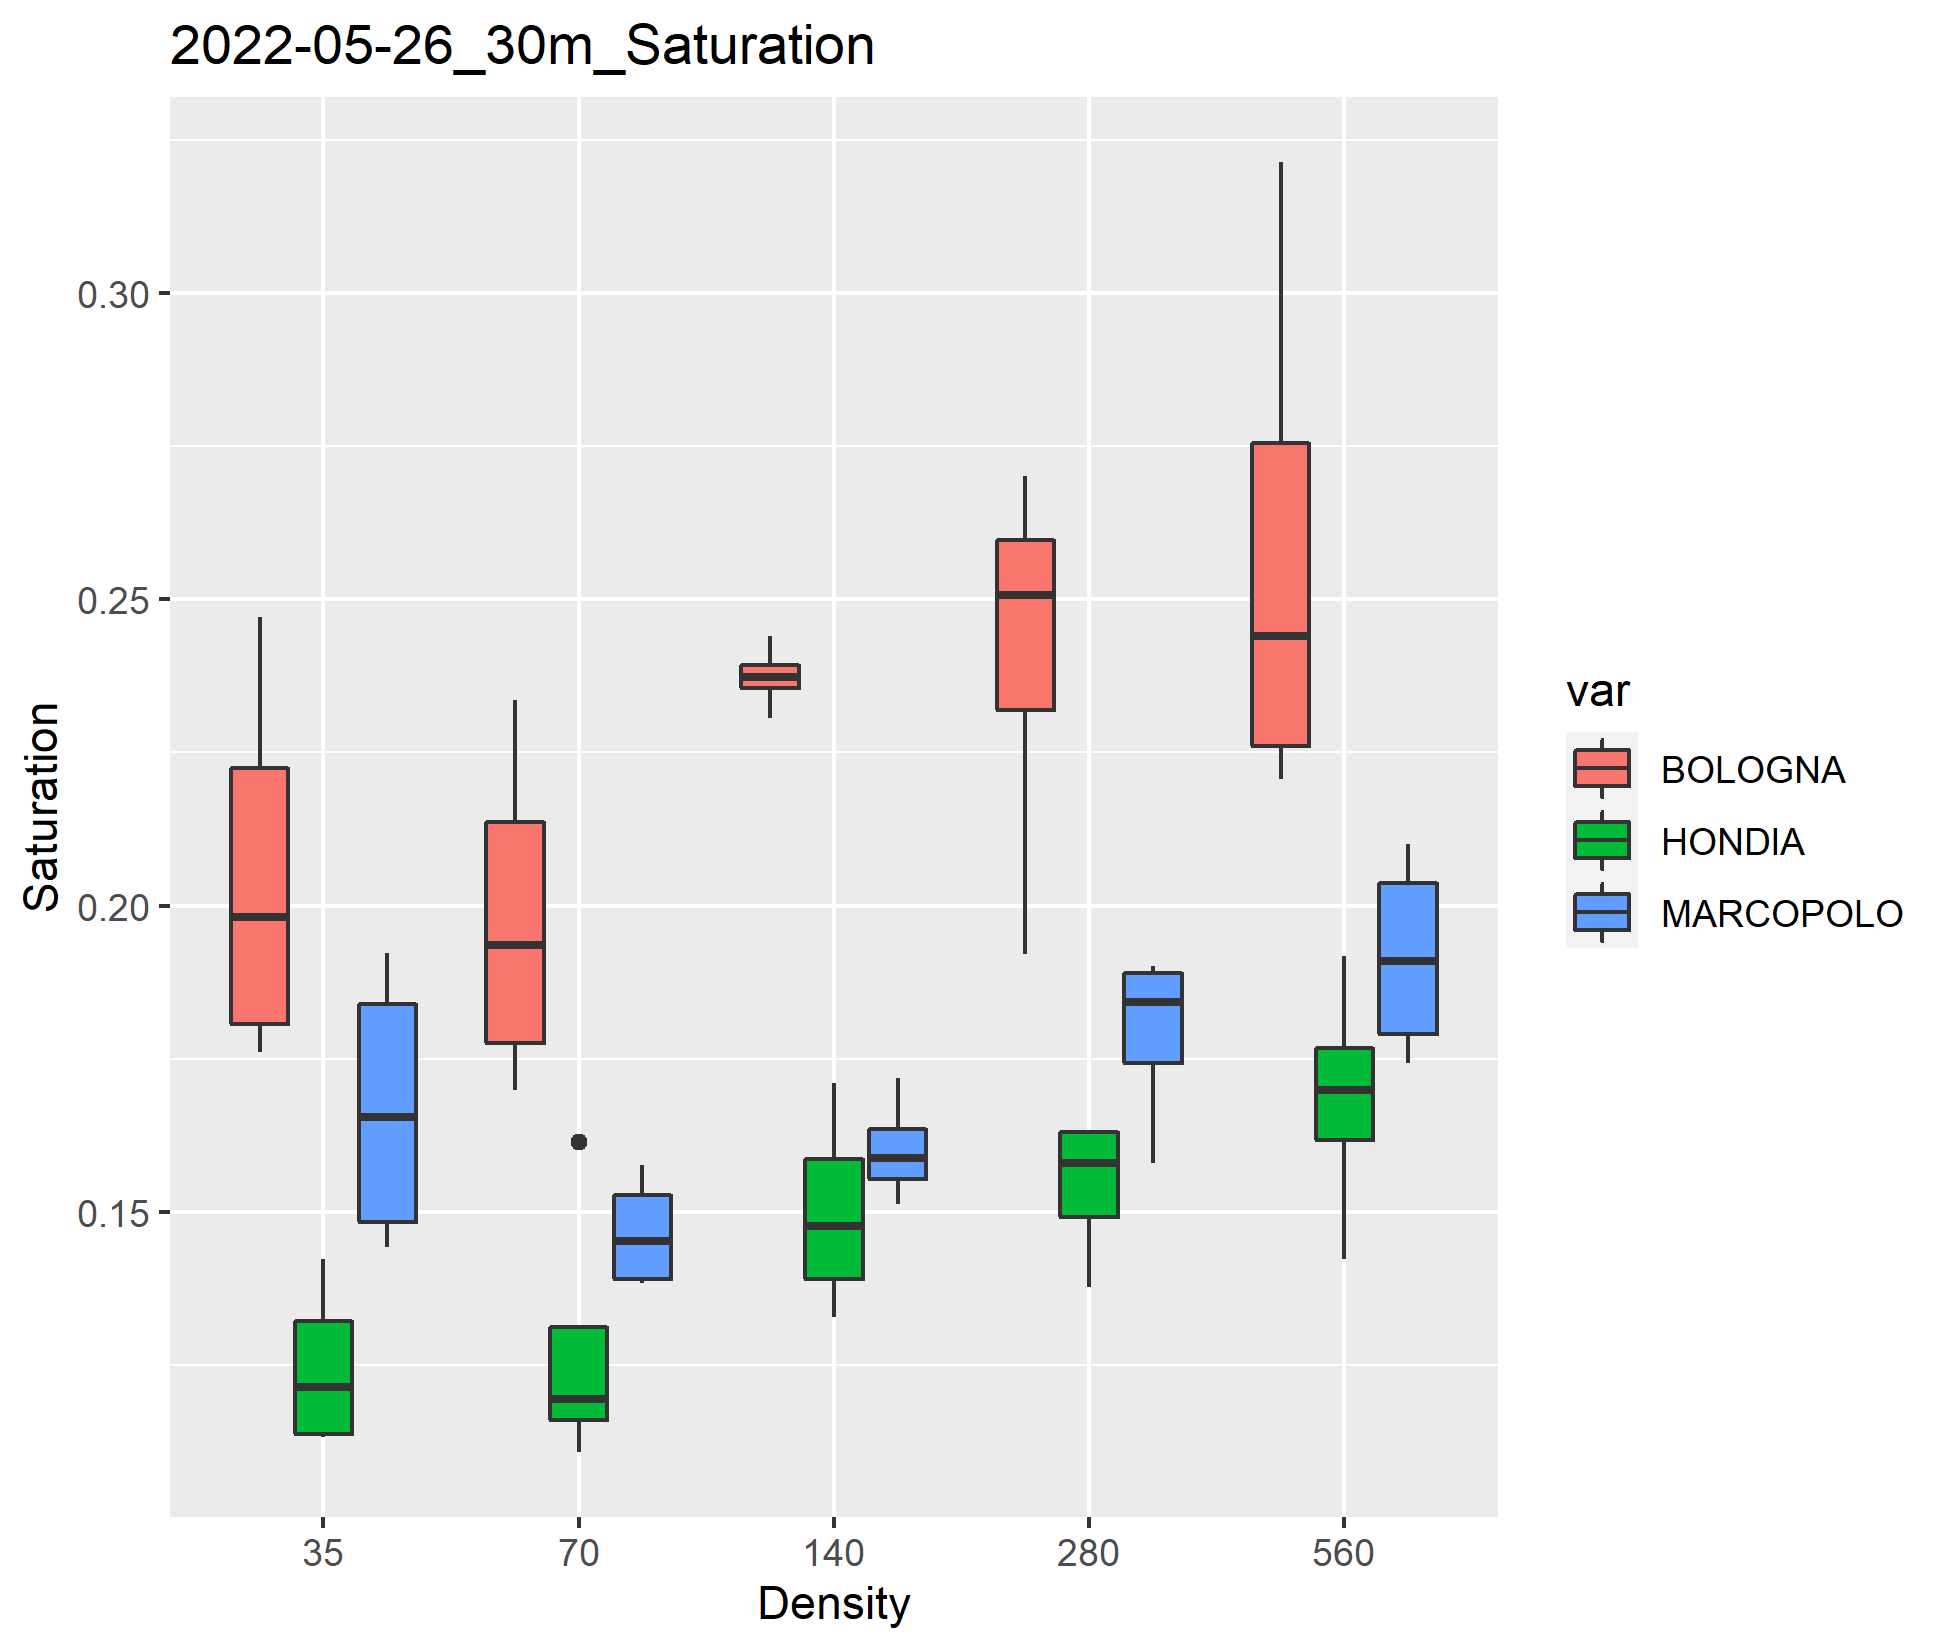 2022-05-26_30m_Saturation
Saturation
0.30
0.25
0.20
0.15
35 70 140 280 560
Density
var
BOLOGNA
HONDIA
MARCOPOLO